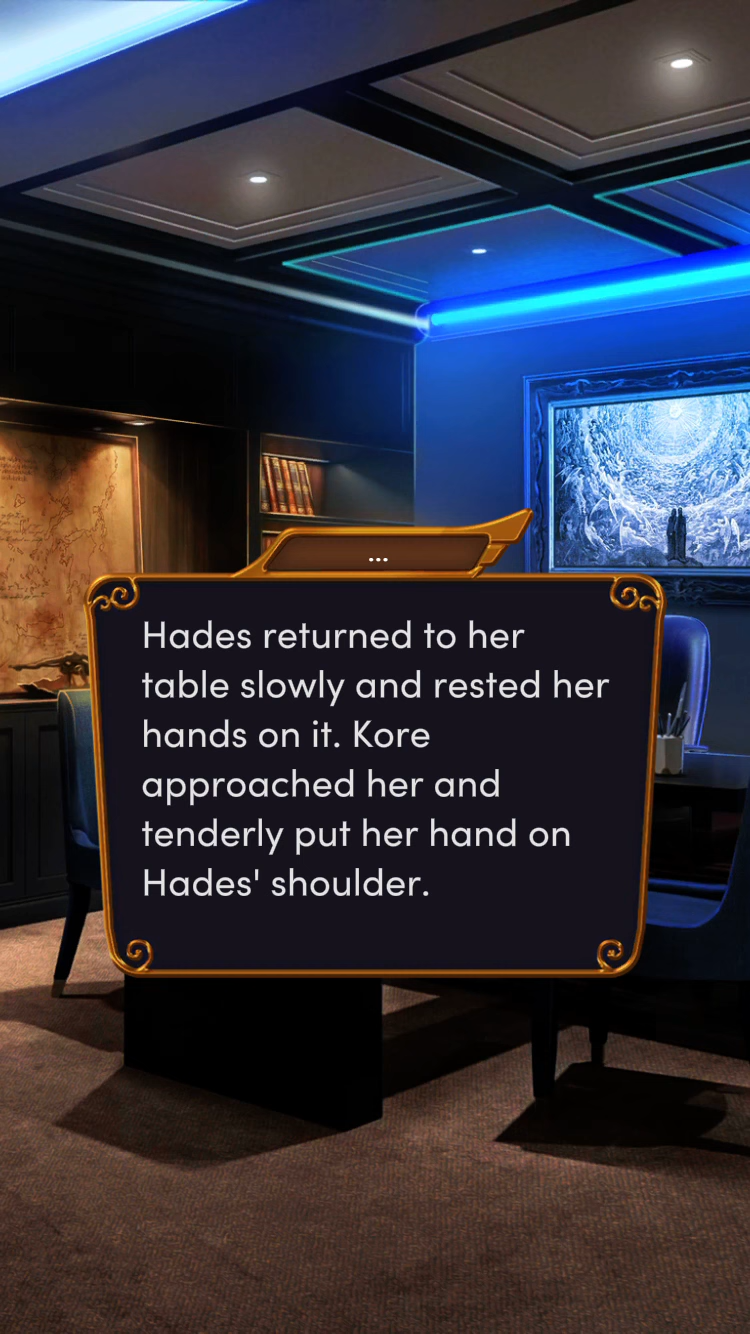 ...
Hades returned to her
table slowly and rested her
hands on it. Kore
approached her and
tenderly put her hand on
Hades' shoulder.